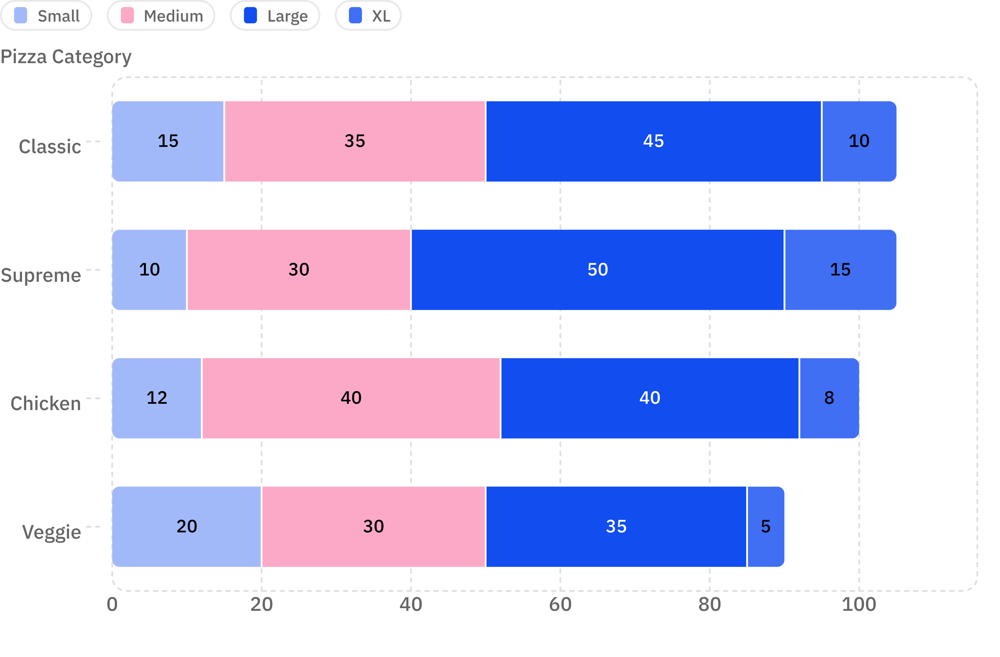 Small Medium Large XL
Pizza Category
Classic 15 35 45 10
Supreme 10 30 50 15
Chicken 12 40 40 8
Veggie 20 30 35 5
0 20 40 60 80 100